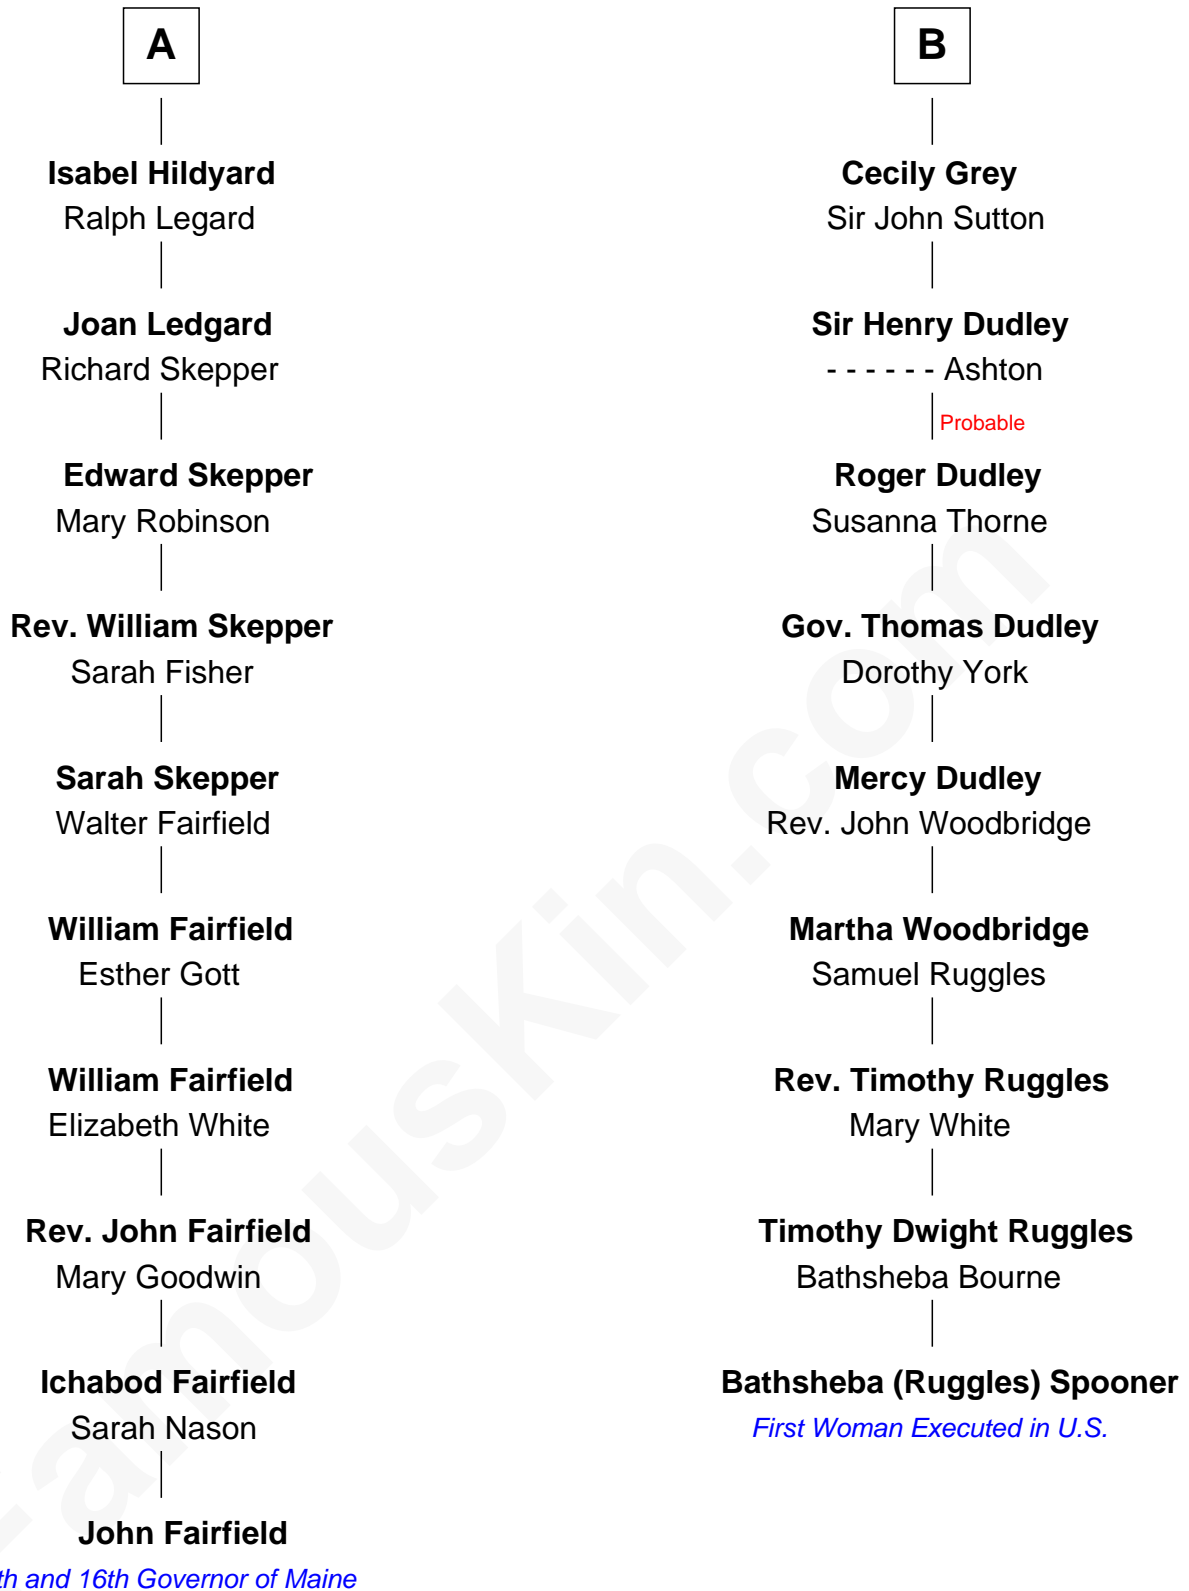 A
Isabel Hildyard
Ralph Legard
Joan Ledgard
Richard Skepper
Edward Skepper
Mary Robinson
Rev. William Skepper
Sarah Fisher
Sarah Skepper
Walter Fairfield
William Fairfield
Esther Gott
William Fairfield
Elizabeth White
Rev. John Fairfield
Mary Goodwin
Ichabod Fairfield
Sarah Nason
John Fairfield
th and 16th Governor of Maine
B
Cecily Grey
Sir John Sutton
Sir Henry Dudley
- - - - - - Ashton
Probable
Roger Dudley
Susanna Thorne
Gov. Thomas Dudley
Dorothy York
Mercy Dudley
Rev. John Woodbridge
Martha Woodbridge
Samuel Ruggles
Rev. Timothy Ruggles
Mary White
Timothy Dwight Ruggles
Bathsheba Bourne
Bathsheba (Ruggles) Spooner
First Woman Executed in U.S.
FamousKin.com